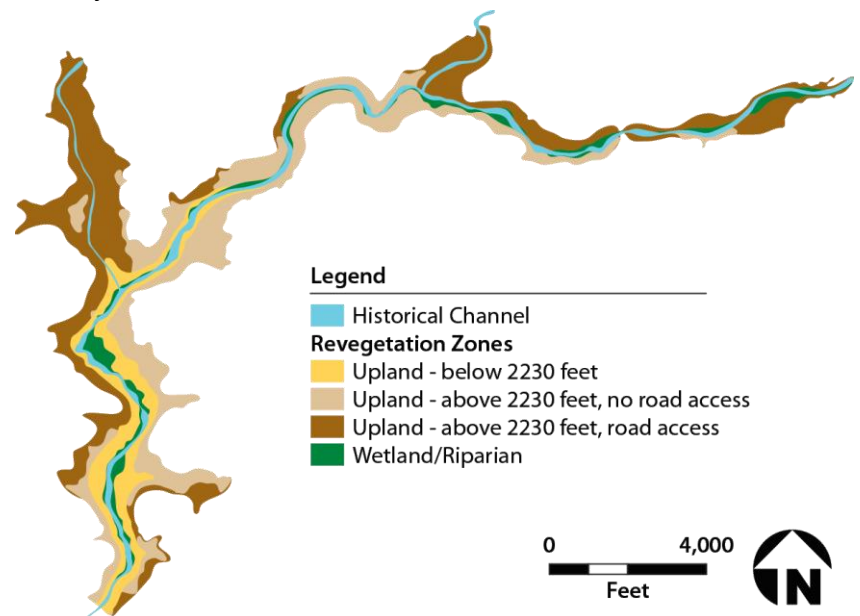 Legend
Historical Channel
Revegetation Zones
Upland - below 2230 feet
Upland - above 2230 feet, no road access
Upland - above 2230 feet, road access
Wetland/Riparian
0 4,000
Feet
N